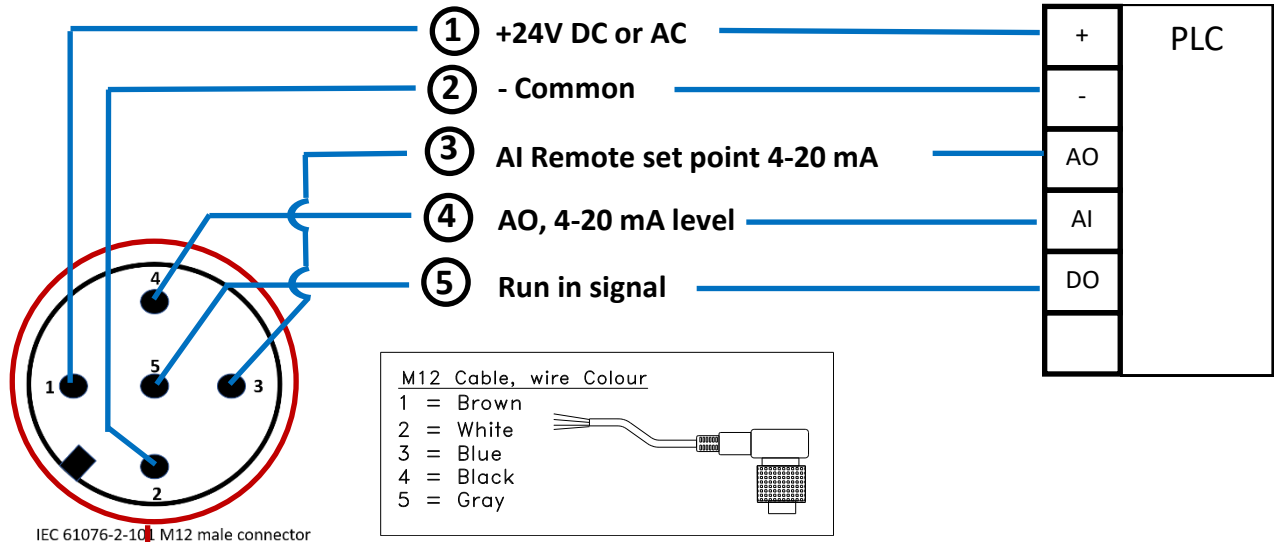 1 +24V DC or AC
+ PLC
2 - Common
-
3 AI Remote set point 4-20 mA
AO
4 AO, 4-20 mA level
AI
5 Run in signal
DO
4
5
1
3
2
IEC 61076-2-101 M12 male connector
M12 Cable, wire Colour
1 = Brown
2 = White
3 = Blue
4 = Black
5 = Gray